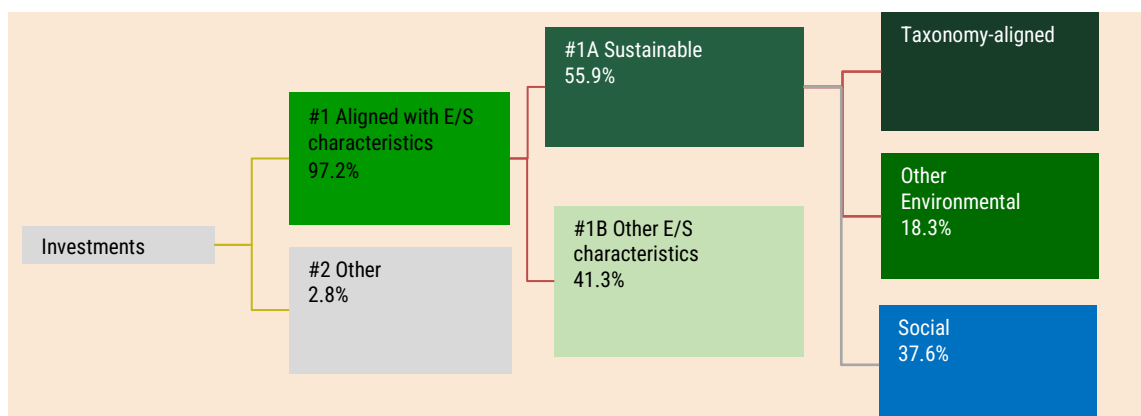 Investments
#1 Aligned with E/S
characteristics
97.2%
#2 Other
2.8%
#1A Sustainable
55.9%
#1B Other E/S
characteristics
41.3%
Taxonomy-aligned
Other
Environmental
18.3%
Social
37.6%